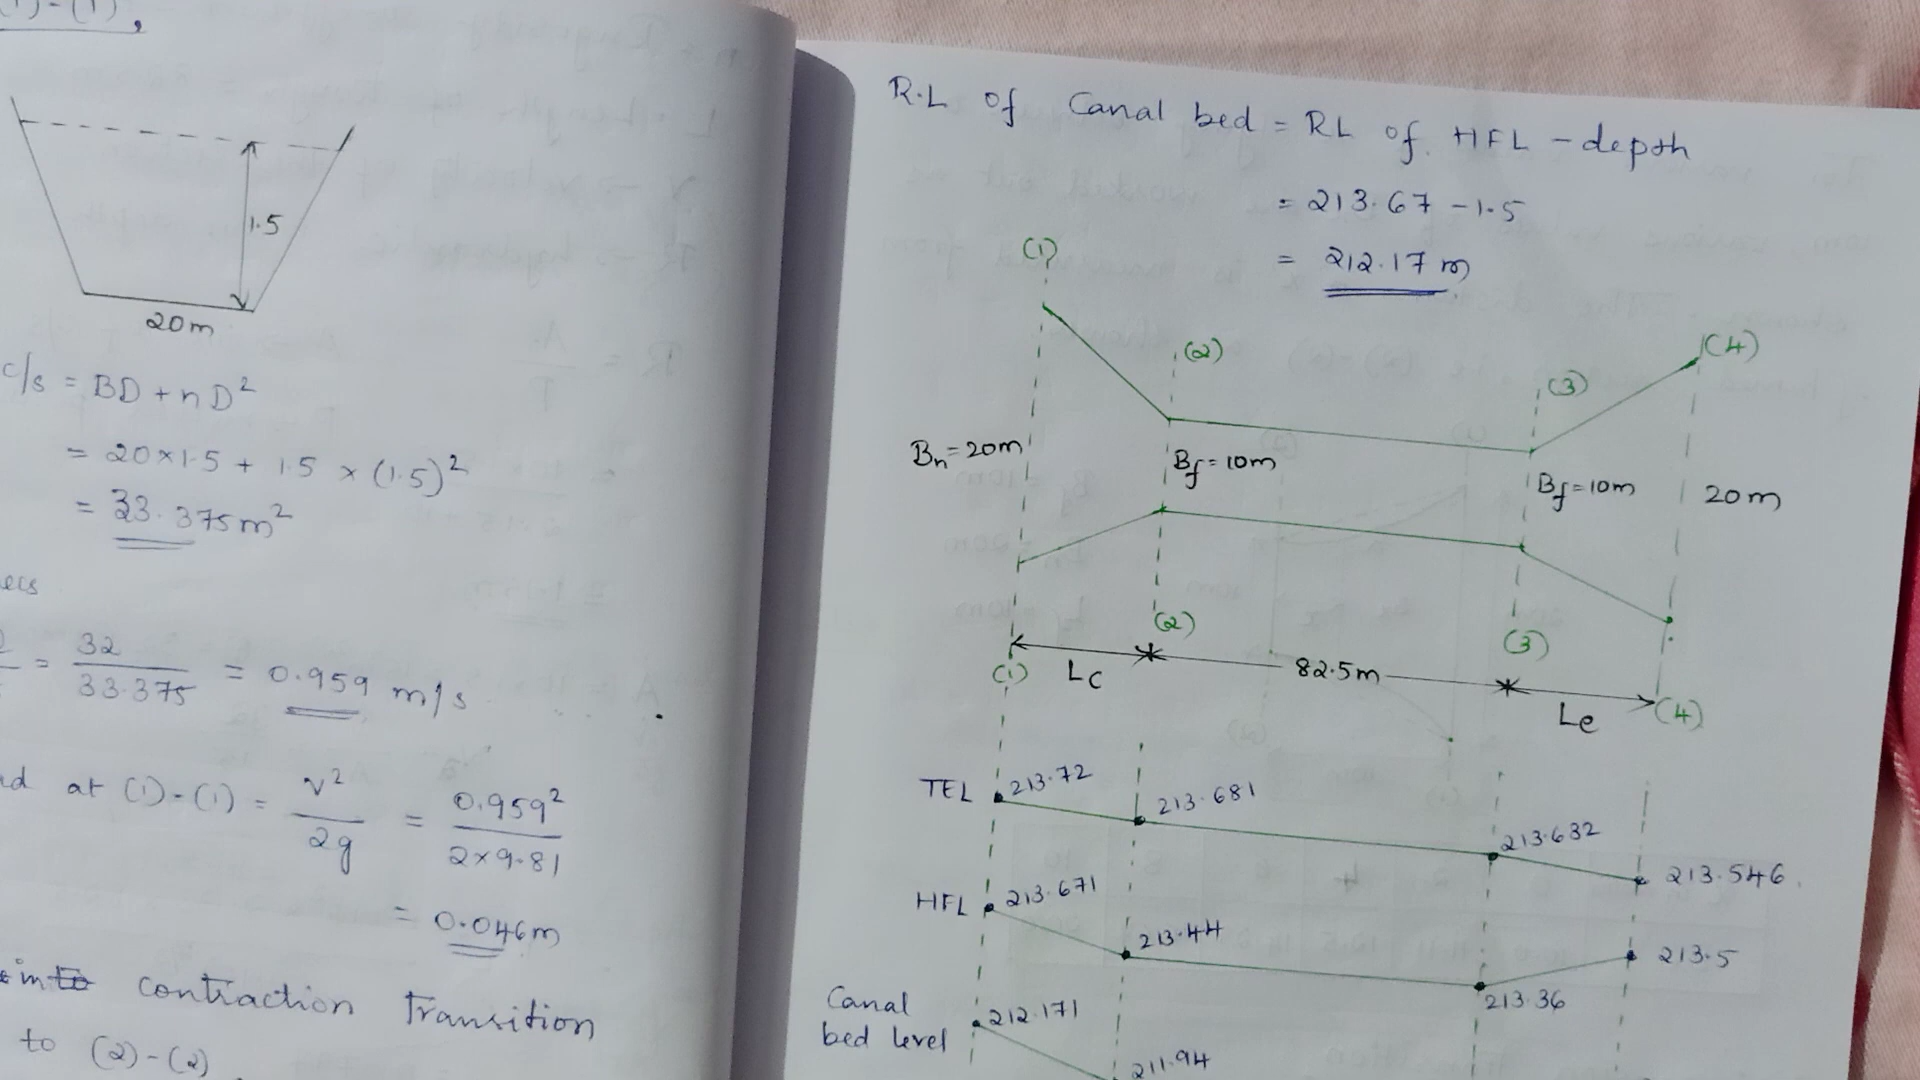 1.5
20m
c/s = BD + nD²
= 20×1.5 + 1.5 × (1.5)²
= 33.375m²
= 32 / 33.375 = 0.959 m/s
at (1)-(1) = v² / 2g = 0.959² / 2×9.81
= 0.046m
contraction Transition
to (2)-(2)
R.L of Canal bed = RL of HFL - depth
= 213.67 - 1.5
= 212.17 m
(1)
(2)
(3)
(4)
Bn = 20m
Bf = 10m
Bf = 10m
20m
(2)
(3)
(1)
Lc
82.5m
Le
(4)
TEL
213.72
213.681
213.632
213.546
HFL
213.671
213.44
213.36
213.5
Canal
bed level
212.171
211.94